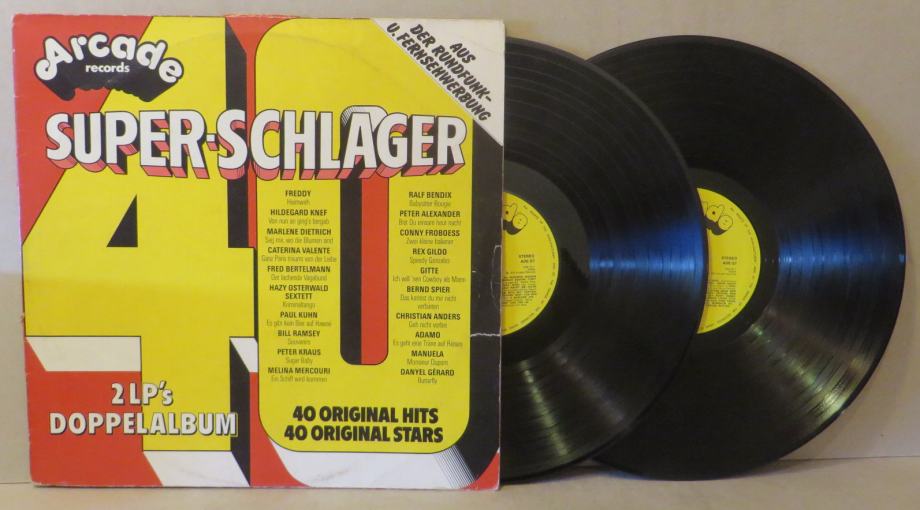 Arcade
records
AUS
DER RUNDFUNK-
U. FERNSEHWERBUNG
40
SUPER-SCHLAGER
FREDDY
Heimweh
HILDEGARD KNEF
Von nun an ging's bergab
MARLENE DIETRICH
Sag mir, wo die Blumen sind
CATERINA VALENTE
Ganz Paris träumt von der Liebe
FRED BERTELMANN
Der lachende Vagabund
HAZY OSTERWALD
SEXTETT
Kriminaltango
PAUL KUHN
Es gibt kein Bier auf Hawaii
BILL RAMSEY
Souvenirs
PETER KRAUS
Sugar Baby
MELINA MERCOURI
Ein Schiff wird kommen
RALF BENDIX
Babysitter Boogie
PETER ALEXANDER
Bist Du einsam heut nacht
CONNY FROBOESS
Zwei kleine Italiener
REX GILDO
Speedy Gonzales
GITTE
Ich will 'nen Cowboy als Mann
BERND SPIER
Das kannst du mir nicht
verbieten
CHRISTIAN ANDERS
Geh nicht vorbei
ADAMO
Es geht eine Träne auf Reisen
MANUELA
Monsieur Dupont
DANYEL GÉRARD
Butterfly
2 LP's
DOPPELALBUM
40 ORIGINAL HITS
40 ORIGINAL STARS
STEREO
ADE G7
STEREO
ADE G7